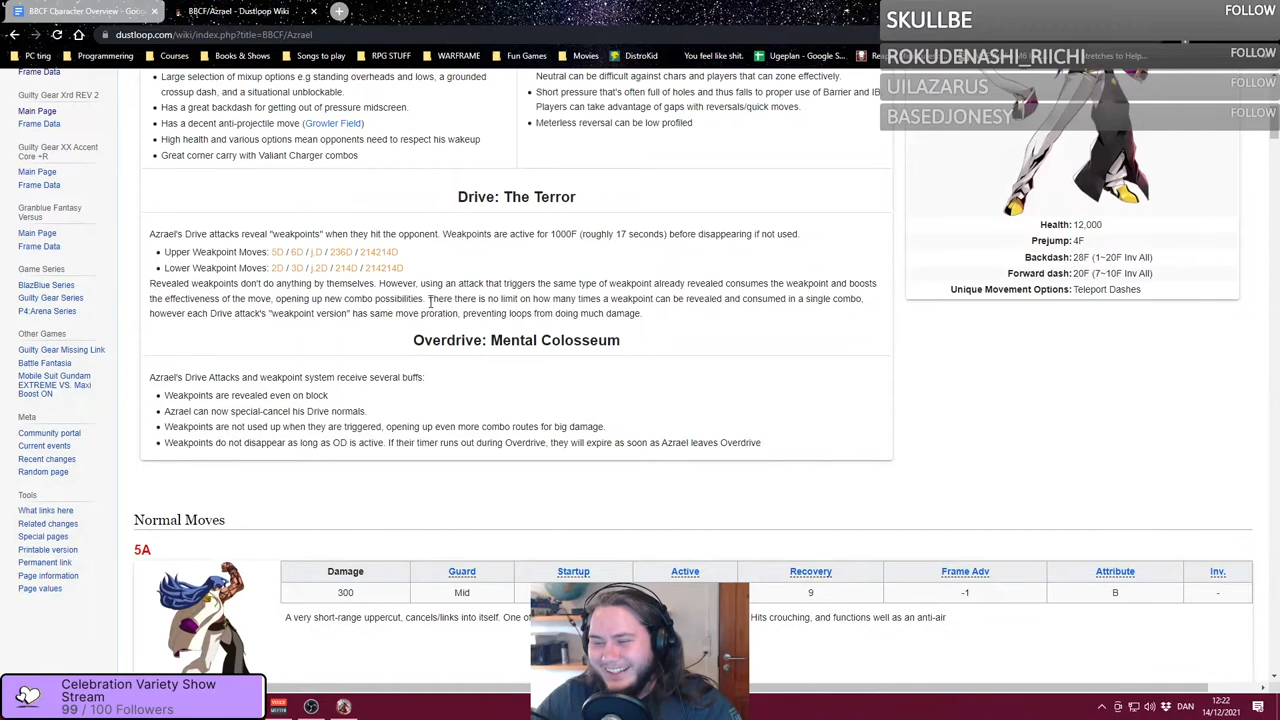 BBCF Character Overview - Goog
BBCF/Azrael - Dustloop Wiki
dustloop.com/wiki/index.php?title=BBCF/Azrael
PC ting
Programmering
Courses
Books & Shows
Songs to play
RPG STUFF
WARFRAME
Fun Games
Movies
DistroKid
You feel like shit.
Ugeplan - Google S...
Stretches to Help...
SKULLBE
FOLLOW
ROKUDENASHI_RIICHI
FOLLOW
UILAZARUS
FOLLOW
BASEDJONESY
FOLLOW
Frame Data
Guilty Gear Xrd REV 2
Main Page
Frame Data
Guilty Gear XX Accent
Core +R
Main Page
Frame Data
Granblue Fantasy
Versus
Main Page
Frame Data
Game Series
BlazBlue Series
Guilty Gear Series
P4:Arena Series
Other Games
Guilty Gear Missing Link
Battle Fantasia
Mobile Suit Gundam
EXTREME VS. Maxi
Boost ON
Meta
Community portal
Current events
Recent changes
Random page
Tools
What links here
Related changes
Special pages
Printable version
Permanent link
Page information
Page values
Large selection of mixup options e.g standing overheads and lows, a grounded
crossup dash, and a situational unblockable.
Has a great backdash for getting out of pressure midscreen.
Has a decent anti-projectile move (Growler Field)
High health and various options mean opponents need to respect his wakeup
Great corner carry with Valiant Charger combos
Neutral can be difficult against chars and players that can zone effectively.
Short pressure that's often full of holes and thus falls to proper use of Barrier and IB
Players can take advantage of gaps with reversals/quick moves.
Meterless reversal can be low profiled
Drive: The Terror
Azrael's Drive attacks reveal "weakpoints" when they hit the opponent. Weakpoints are active for 1000F (roughly 17 seconds) before disappearing if not used.
Upper Weakpoint Moves: 5D / 6D / j.D / 236D / 214214D
Lower Weakpoint Moves: 2D / 3D / j.2D / 214D / 214214D
Revealed weakpoints don't do anything by themselves. However, using an attack that triggers the same type of weakpoint already revealed consumes the weakpoint and boosts
the effectiveness of the move, opening up new combo possibilities. There there is no limit on how many times a weakpoint can be revealed and consumed in a single combo,
however each Drive attack's "weakpoint version" has same move proration, preventing loops from doing much damage.
Overdrive: Mental Colosseum
Azrael's Drive Attacks and weakpoint system receive several buffs:
Weakpoints are revealed even on block
Azrael can now special-cancel his Drive normals.
Weakpoints are not used up when they are triggered, opening up even more combo routes for big damage.
Weakpoints do not disappear as long as OD is active. If their timer runs out during Overdrive, they will expire as soon as Azrael leaves Overdrive
Health: 12,000
Prejump: 4F
Backdash: 28F (1~20F Inv All)
Forward dash: 20F (7~10F Inv All)
Unique Movement Options: Teleport Dashes
Normal Moves
5A
Damage Guard Startup Active Recovery Frame Adv Attribute Inv.
300 Mid 9 -1 B -
A very short-range uppercut, cancels/links into itself. One of
Hits crouching, and functions well as an anti-air
Celebration Variety Show
Stream
99 / 100 Followers
DAN
12:22
14/12/2021